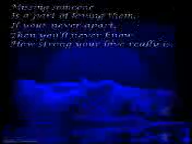 Missing someone
Is a part of loving them.
If your never apart,
Then you'll never know
How strong your love really is.